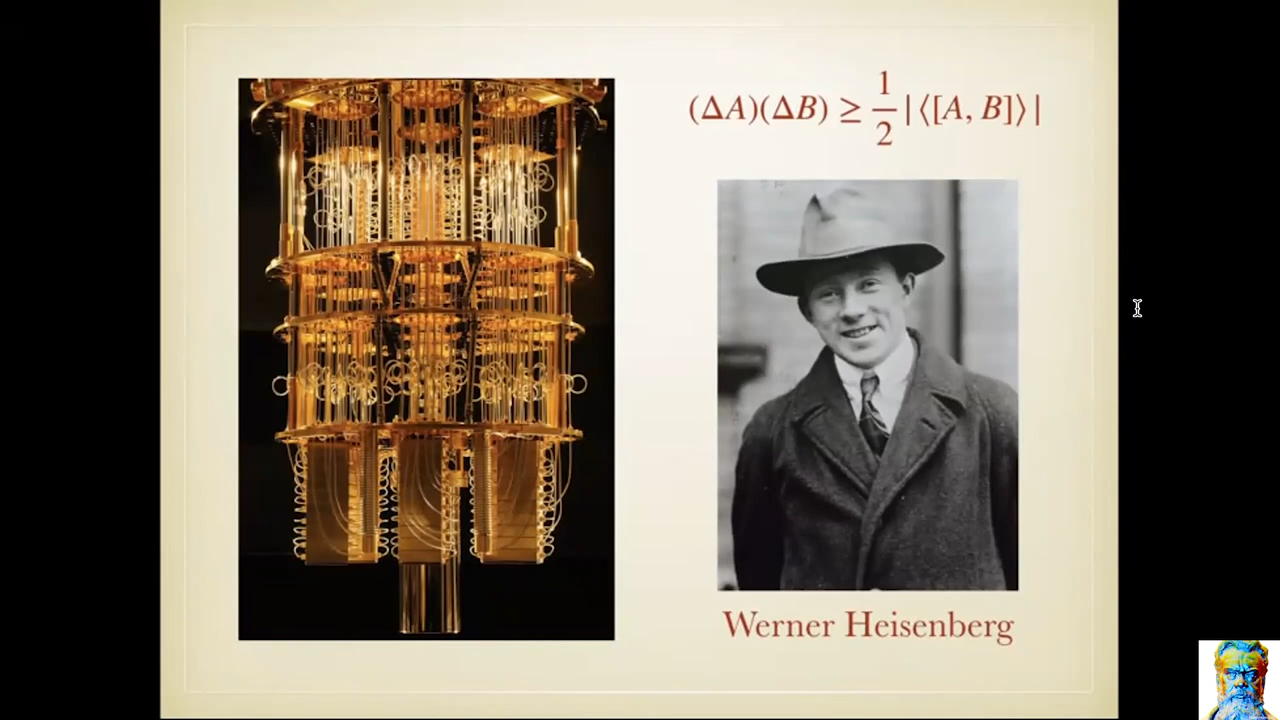 (ΔA)(ΔB) ≥ 1/2 |⟨[A, B]⟩|
Werner Heisenberg